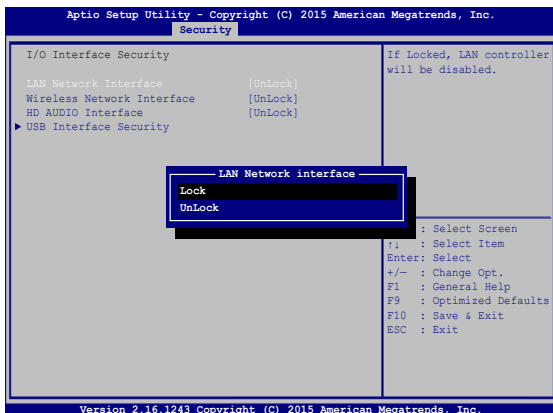 Aptio Setup Utility - Copyright (C) 2015 American Megatrends, Inc.
Security
I/O Interface Security
LAN Network Interface [UnLock]
Wireless Network Interface [UnLock]
HD AUDIO Interface [UnLock]
▶ USB Interface Security
If Locked, LAN controller
will be disabled.
LAN Network interface
Lock
UnLock
: Select Screen
↑↓ : Select Item
Enter: Select
+/— : Change Opt.
F1 : General Help
F9 : Optimized Defaults
F10 : Save & Exit
ESC : Exit
Version 2.16.1243 Copyright (C) 2015 American Megatrends, Inc.